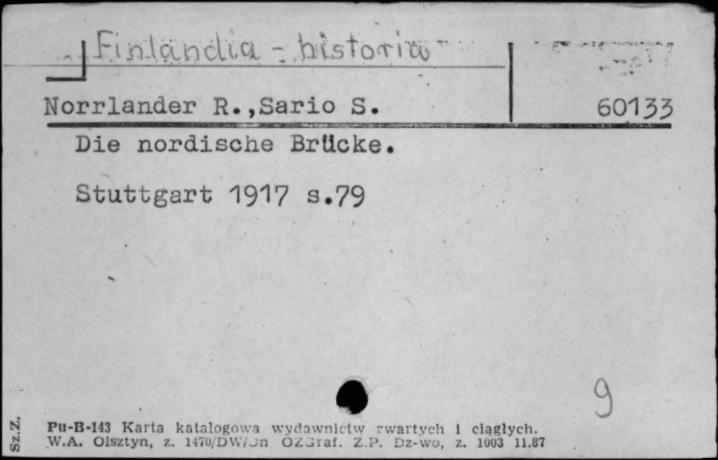 Finlandia - historia
Norrlander R.,Sario S. 60133
Die nordische Brücke.
Stuttgart 1917 s.79
9
Sz.Z.
Pu-B-143 Karta katalogowa wydawnictw zwartych i ciągłych.
W.A. Olsztyn, z. 1470/DW/Dn OZGraf. Z.P. Dz-wo, z. 1003 11.87